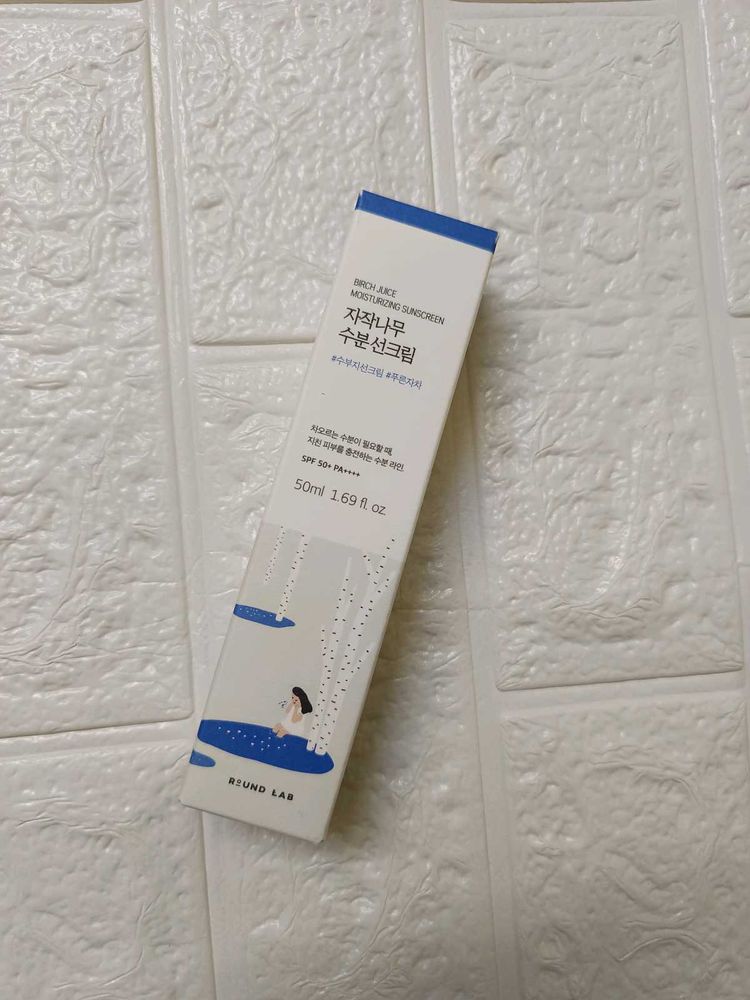 BIRCH JUICE
MOISTURIZING SUNSCREEN
자작나무
수분 선크림
#수부지선크림 #푸른자차
차오르는 수분이 필요할 때,
지친 피부를 충전하는 수분 라인.
SPF 50+ PA++++
50ml 1.69 fl. oz.
ROUND LAB